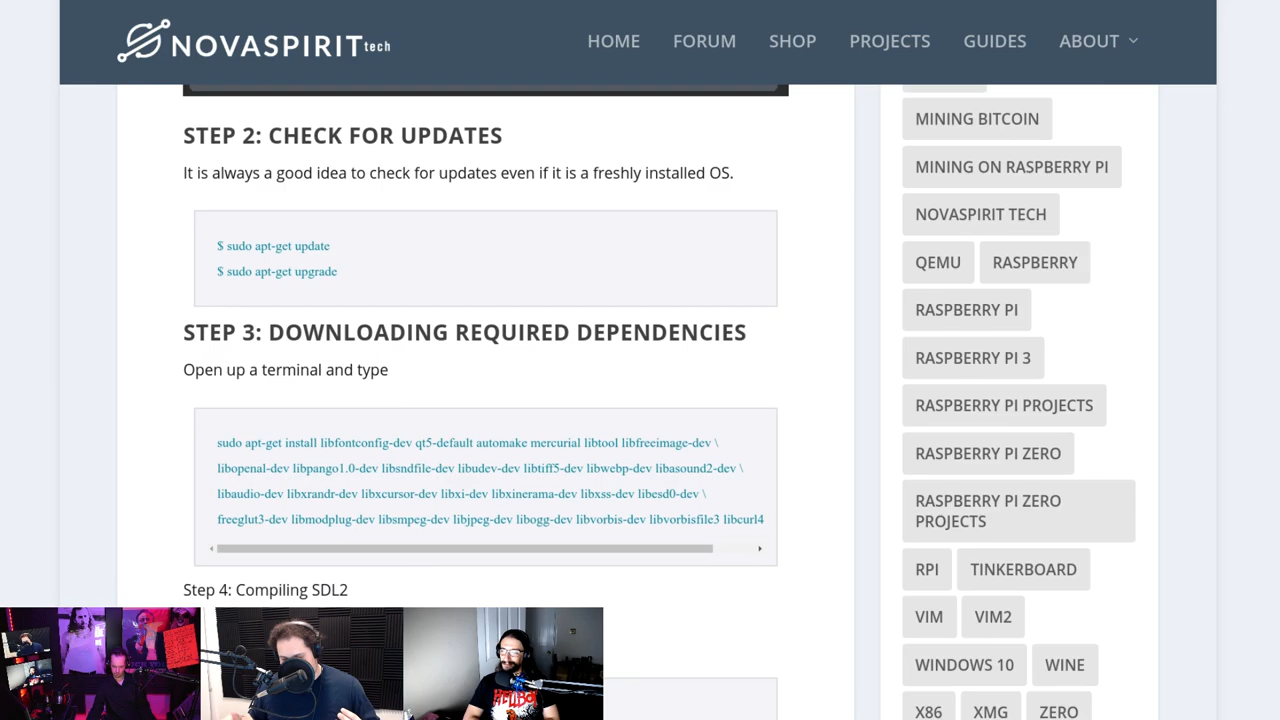 NOVASPIRIT tech
HOME
FORUM
SHOP
PROJECTS
GUIDES
ABOUT
STEP 2: CHECK FOR UPDATES
It is always a good idea to check for updates even if it is a freshly installed OS.
$ sudo apt-get update
$ sudo apt-get upgrade
STEP 3: DOWNLOADING REQUIRED DEPENDENCIES
Open up a terminal and type
sudo apt-get install libfontconfig-dev qt5-default automake mercurial libtool libfreeimage-dev \
libopenal-dev libpango1.0-dev libsndfile-dev libudev-dev libtiff5-dev libwebp-dev libasound2-dev \
libaudio-dev libxrandr-dev libxcursor-dev libxi-dev libxinerama-dev libxss-dev libesd0-dev \
freeglut3-dev libmodplug-dev libsmpeg-dev libjpeg-dev libogg-dev libvorbis-dev libvorbisfile3 libcurl4
Step 4: Compiling SDL2
MINING BITCOIN
MINING ON RASPBERRY PI
NOVASPIRIT TECH
QEMU
RASPBERRY
RASPBERRY PI
RASPBERRY PI 3
RASPBERRY PI PROJECTS
RASPBERRY PI ZERO
RASPBERRY PI ZERO
PROJECTS
RPI
TINKERBOARD
VIM
VIM2
WINDOWS 10
WINE
X86
XMG
ZERO
HELLBOY